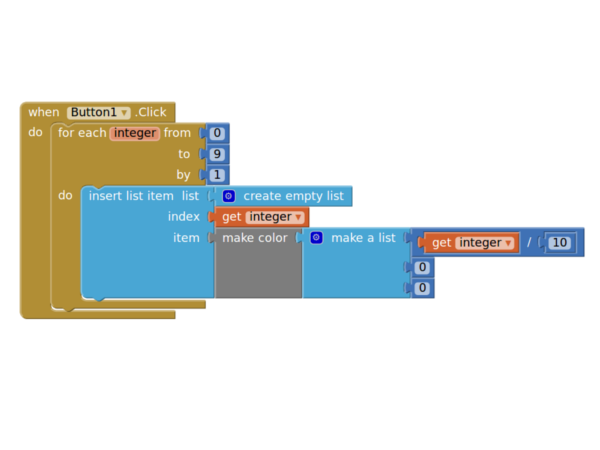 when Button1 .Click
do for each integer from 0
to 9
by 1
do insert list item list create empty list
index get integer
item make color make a list get integer / 10
0
0